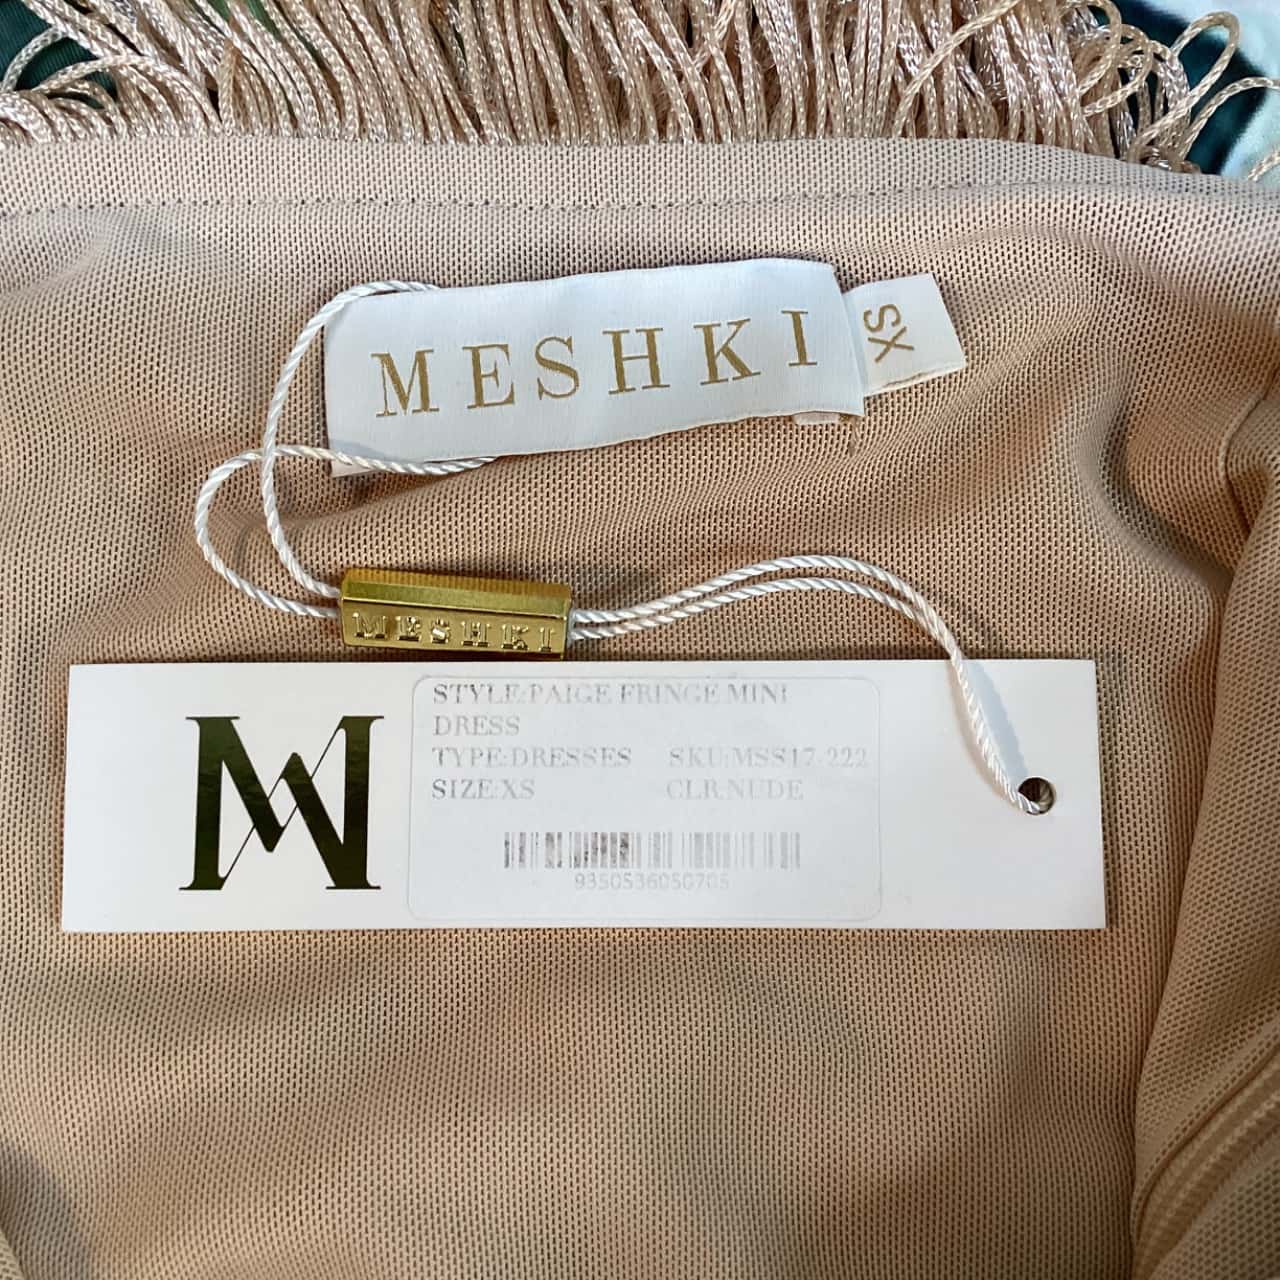 MESHKI
XS
MESHKI
M
STYLE:PAIGE FRINGE MINI
DRESS
TYPE:DRESSES SKU:MSS17-222
SIZE:XS CLR:NUDE
9350536050705